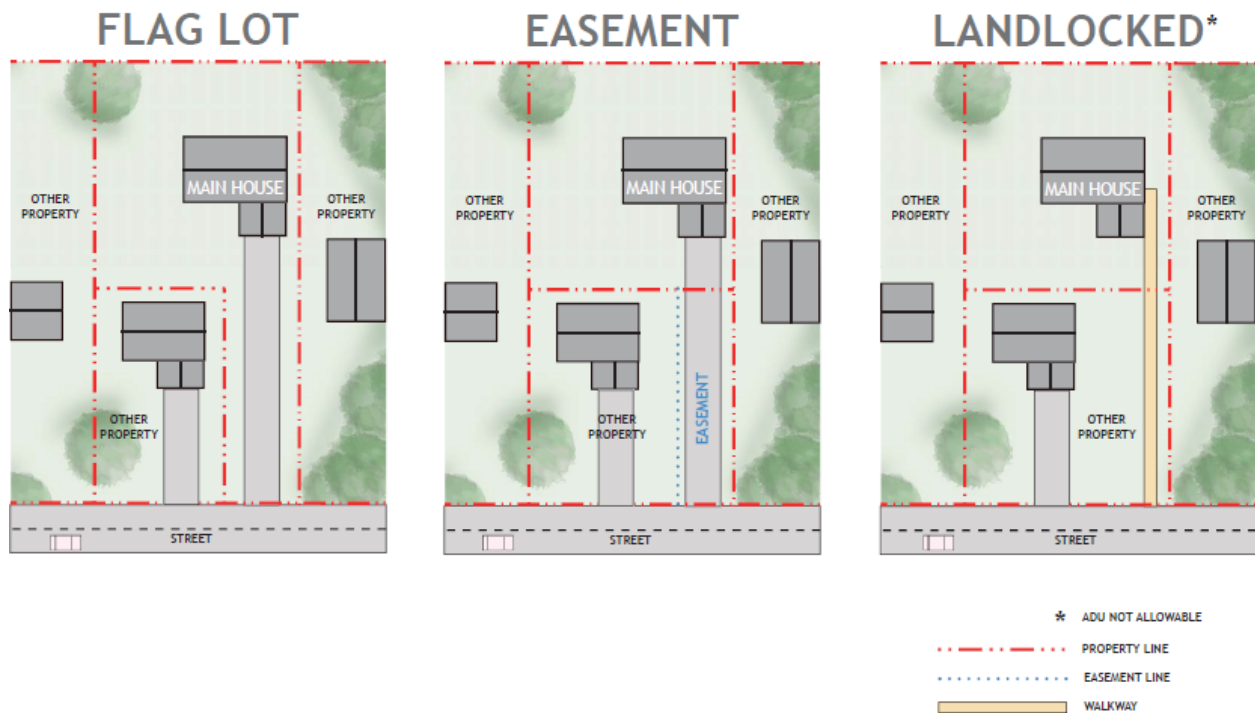 FLAG LOT
OTHER
PROPERTY
MAIN HOUSE
OTHER
PROPERTY
OTHER
PROPERTY
STREET
EASEMENT
OTHER
PROPERTY
MAIN HOUSE
OTHER
PROPERTY
OTHER
PROPERTY
EASEMENT
STREET
LANDLOCKED*
OTHER
PROPERTY
MAIN HOUSE
OTHER
PROPERTY
OTHER
PROPERTY
STREET
* ADU NOT ALLOWABLE
PROPERTY LINE
EASEMENT LINE
WALKWAY